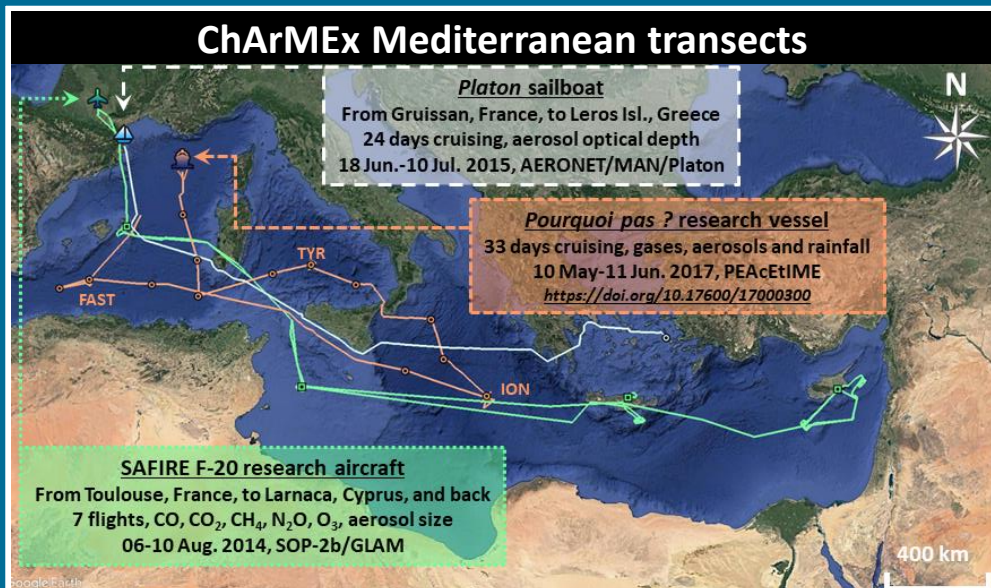 ChArMEx Mediterranean transects
Platon sailboat
From Gruissan, France, to Leros Isl., Greece
24 days cruising, aerosol optical depth
18 Jun.-10 Jul. 2015, AERONET/MAN/Platon
N
Pourquoi pas ? research vessel
33 days cruising, gases, aerosols and rainfall
10 May-11 Jun. 2017, PEAcEtIME
https://doi.org/10.17600/17000300
TYR
FAST
ION
SAFIRE F-20 research aircraft
From Toulouse, France, to Larnaca, Cyprus, and back
7 flights, CO, CO₂, CH₄, N₂O, O₃, aerosol size
06-10 Aug. 2014, SOP-2b/GLAM
400 km
Google Earth